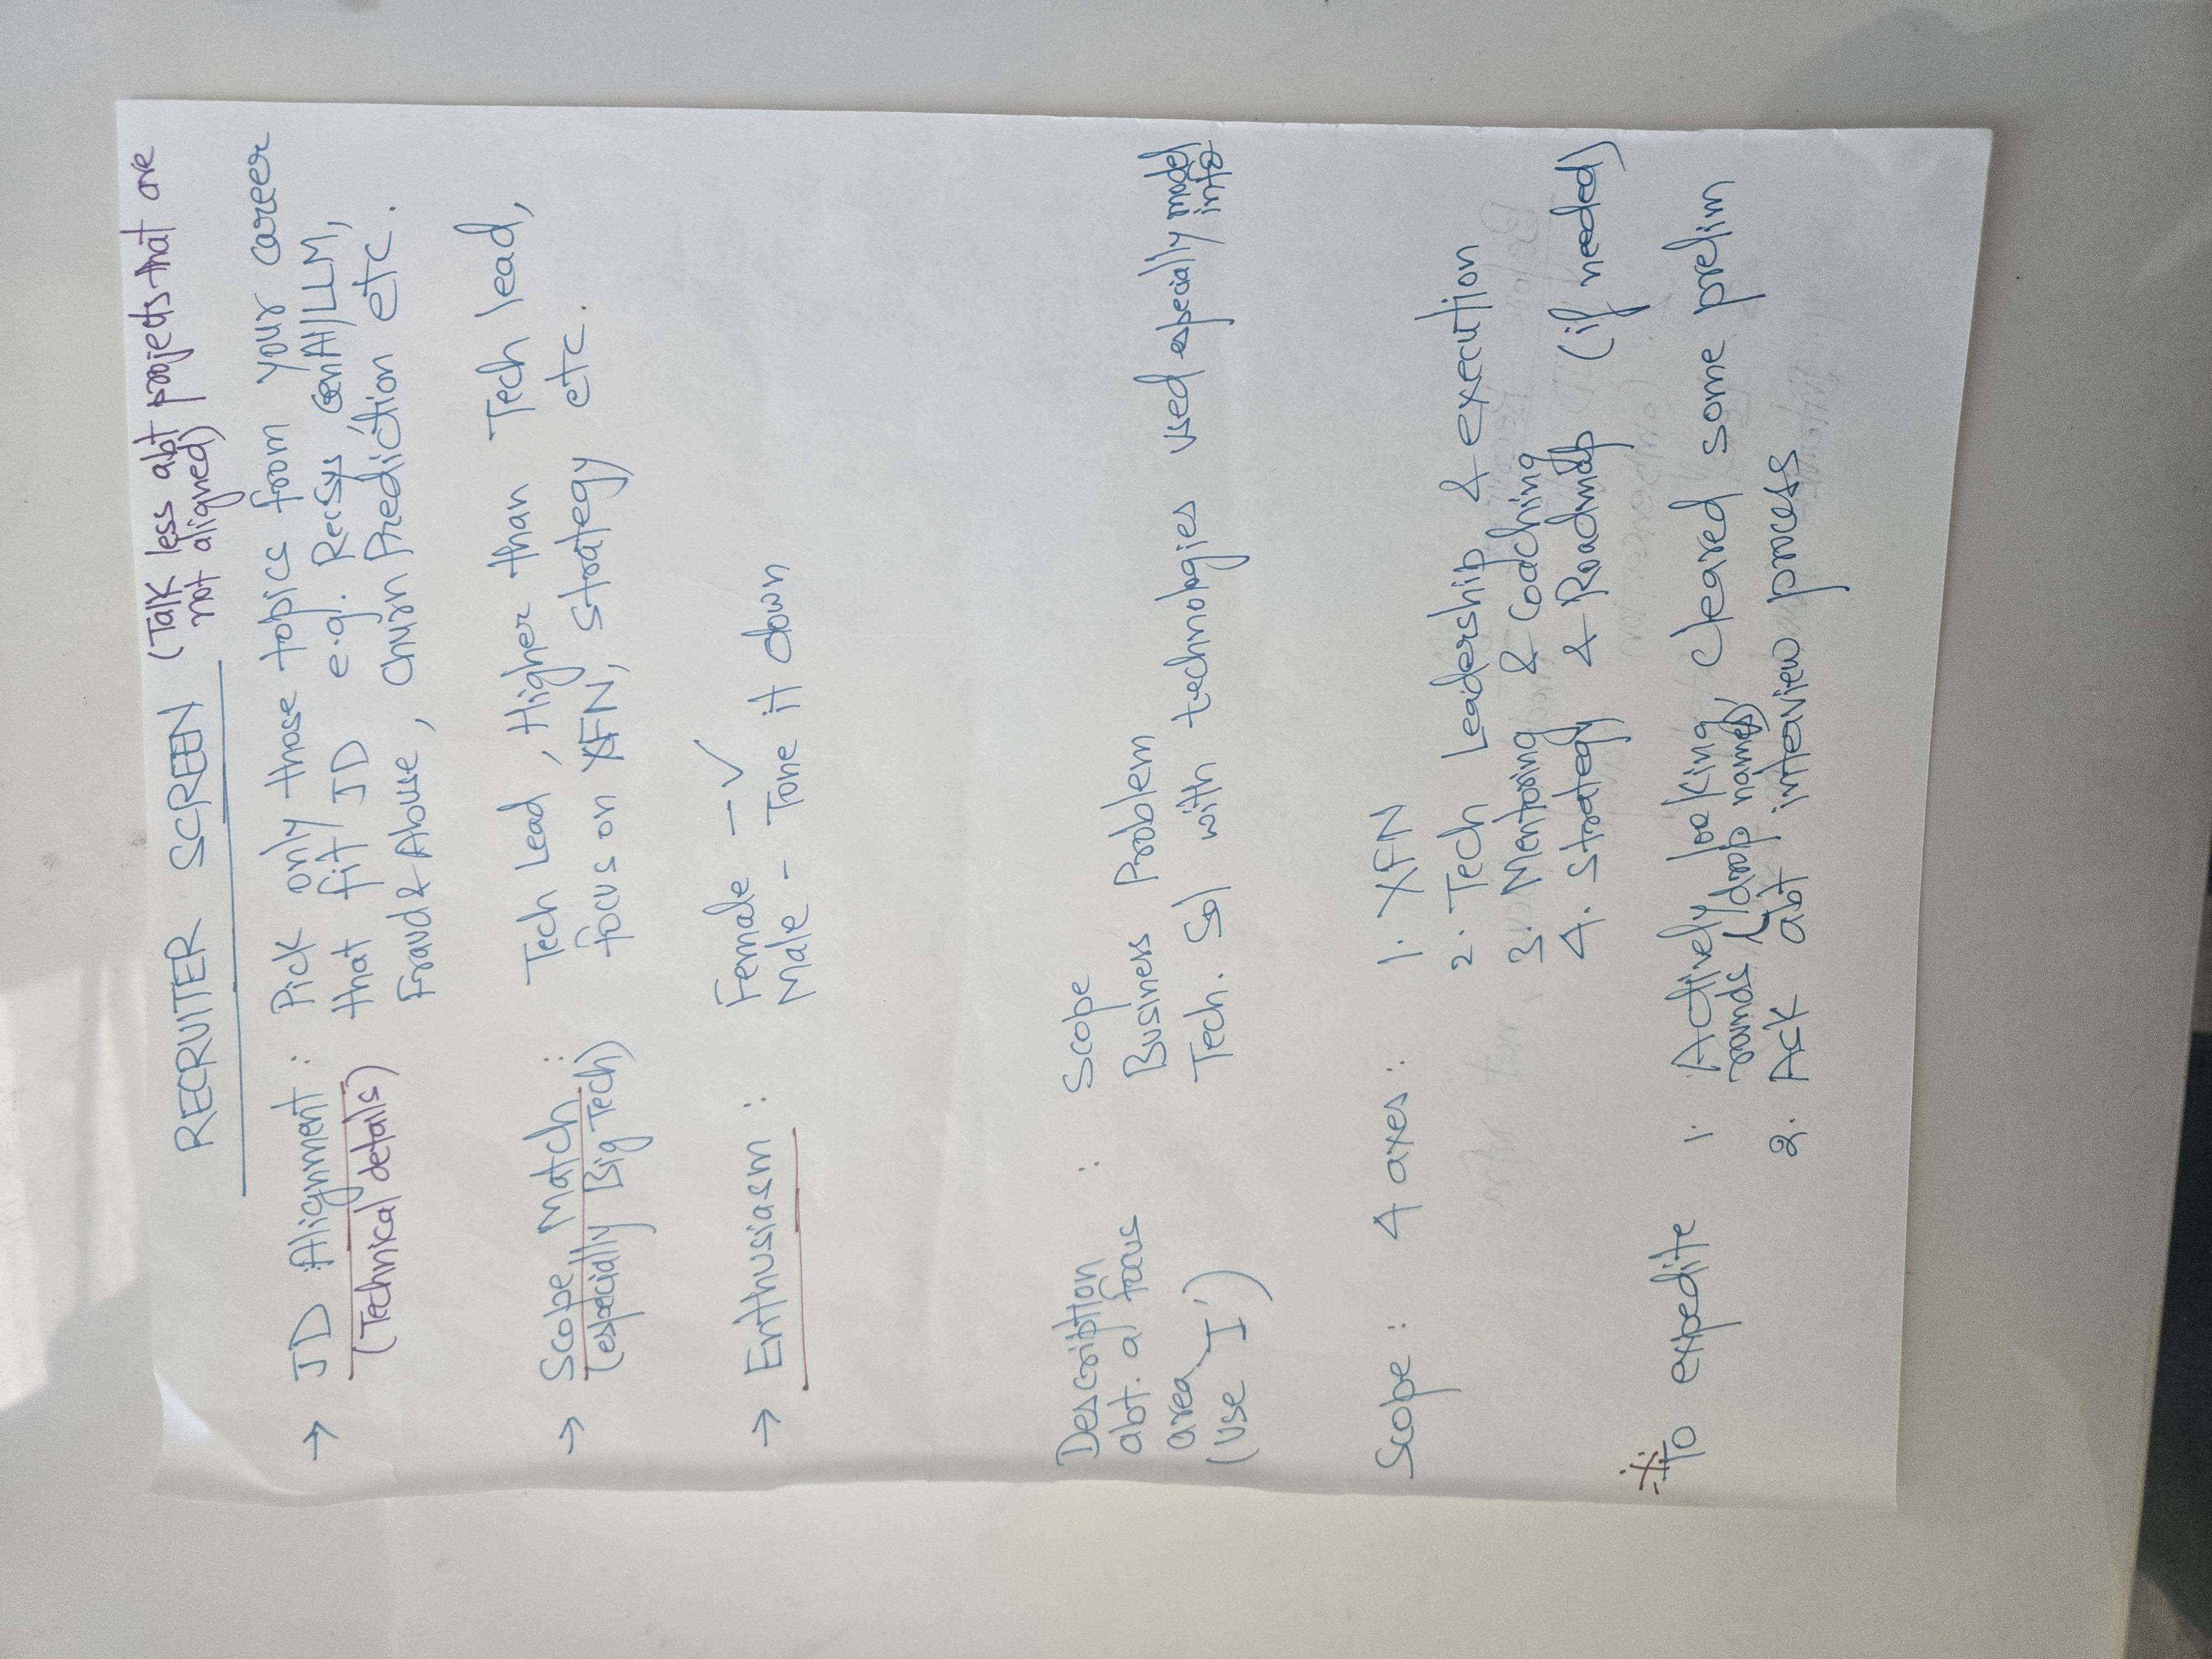 RECRUITER SCREEN (Talk less abt projects that are
not aligned)
→ JD Alignment : Pick only those topics from your career
(Technical details) that fit JD e.g. RecSys, GenAI/LLM,
Fraud & Abuse, Churn Prediction etc.
→ Scope Match : Tech Lead, Higher than Tech lead,
(especially Big Tech) focus on XFN, Strategy etc.
→ Enthusiasm : Female - ✓
Male - Tone it down
Description : Scope
abt. a focus Business Problem
area Tech. Sol with technologies used especially model
(use 'I') info
Scope : 4 axes : 1. XFN
2. Tech Leadership & execution
3. Mentoring & Coaching
4. Strategy & Roadmap (if needed)
To expedite 1. Actively looking, cleared some prelim
rounds (drop names)
2. Ask abt interview process